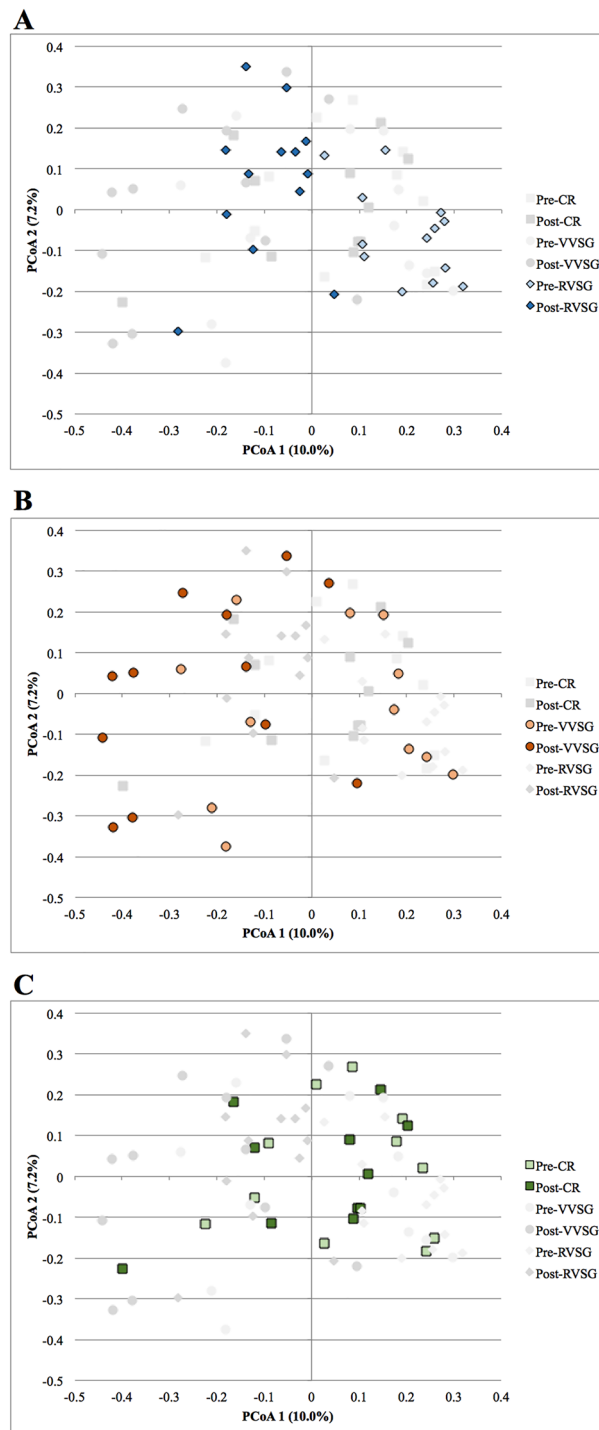 A
0.4
0.3
0.2
0.1
0
-0.1
-0.2
-0.3
-0.4
-0.5
PCoA 2 (7.2%)
-0.5 -0.4 -0.3 -0.2 -0.1 0 0.1 0.2 0.3 0.4
PCoA 1 (10.0%)
Pre-CR
Post-CR
Pre-VVSG
Post-VVSG
Pre-RVSG
Post-RVSG
B
0.4
0.3
0.2
0.1
0
-0.1
-0.2
-0.3
-0.4
-0.5
PCoA 2 (7.2%)
-0.5 -0.4 -0.3 -0.2 -0.1 0 0.1 0.2 0.3 0.4
PCoA 1 (10.0%)
Pre-CR
Post-CR
Pre-VVSG
Post-VVSG
Pre-RVSG
Post-RVSG
C
0.4
0.3
0.2
0.1
0
-0.1
-0.2
-0.3
-0.4
-0.5
PCoA 2 (7.2%)
-0.5 -0.4 -0.3 -0.2 -0.1 0 0.1 0.2 0.3 0.4
PCoA 1 (10.0%)
Pre-CR
Post-CR
Pre-VVSG
Post-VVSG
Pre-RVSG
Post-RVSG